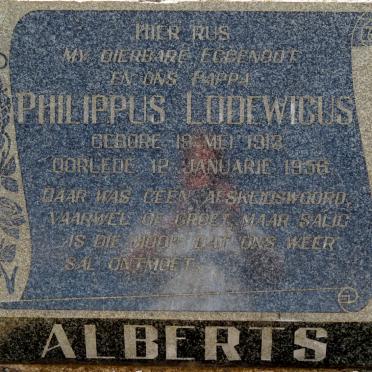 HIER RUS
MY DIERBARE EGGENOOT
EN ONS PAPPA
PHILIPPUS LODEWICUS
GEBORE 19 MEI 1913
OORLEDE 12 JANUARIE 1956
DAAR WAS GEEN AFSKEIDSWOORD,
VAARWEL OF GROET MAAR SALIG
IS DIE HOOP DAT ONS WEER
SAL ONTMOET
ALBERTS